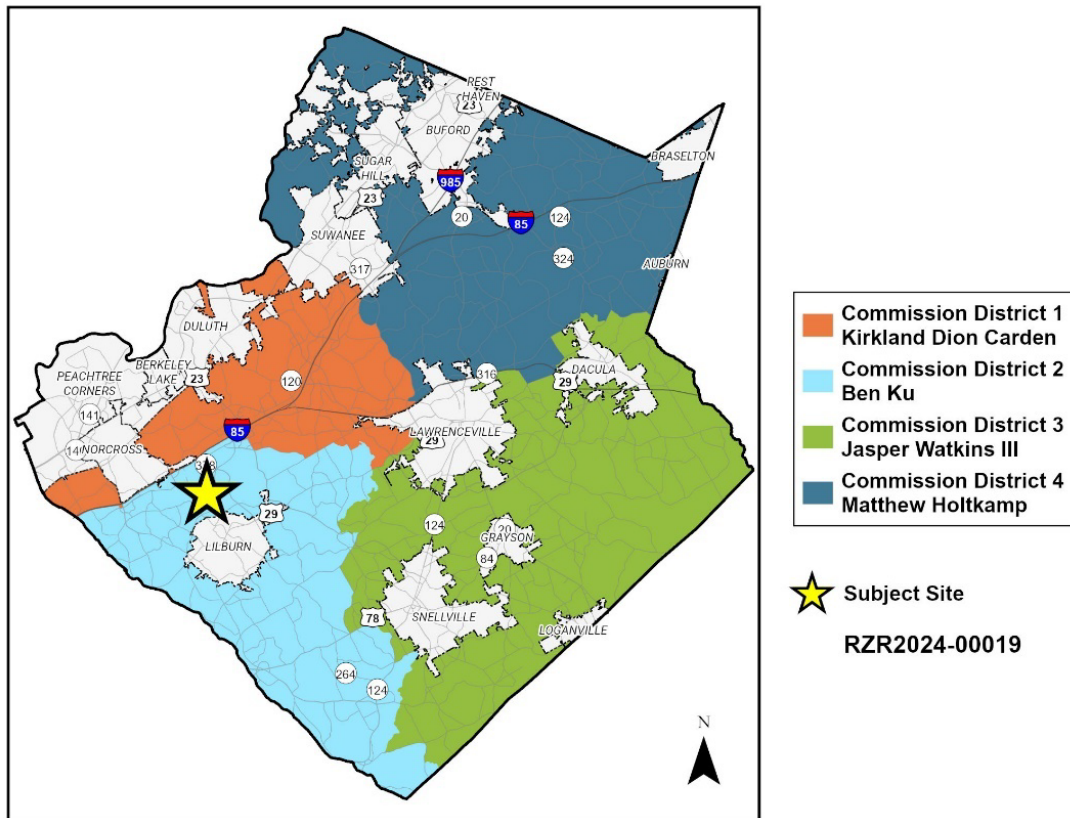 REST
HAVEN
23
BUFORD
BRASELTON
SUGAR
HILL
985
23
20
85
124
SUWANEE
324
AUBURN
317
DULUTH
BERKELEY
LAKE
23
PEACHTREE
CORNERS
141
120
316
DACULA
29
NORCROSS
85
LAWRENCEVILLE
29
29
LILBURN
124
20
GRAYSON
84
78
SNELLVILLE
LOGANVILLE
264
124
N
Commission District 1
Kirkland Dion Carden
Commission District 2
Ben Ku
Commission District 3
Jasper Watkins III
Commission District 4
Matthew Holtkamp
Subject Site
RZR2024-00019